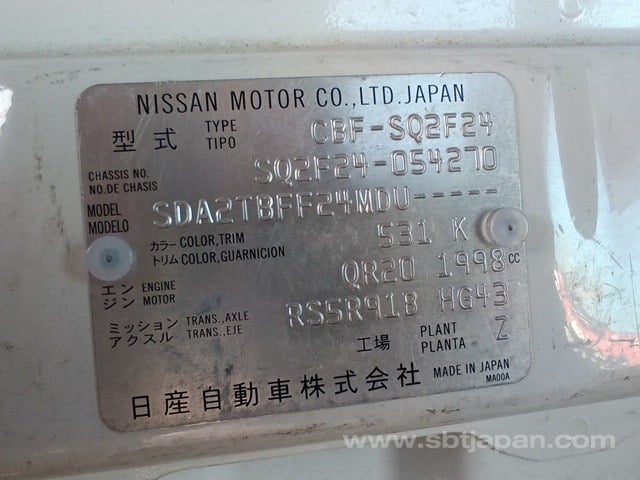 NISSAN MOTOR CO.,LTD.JAPAN
型式 TYPE TIPO CBF-SQ2F24
CHASSIS NO. NO.DE CHASIS SQ2F24-054270
MODEL MODELO SDA2TBFF24MDU-----
カラー COLOR,TRIM トリム COLOR,GUARNICION 531 K
エンジン ENGINE MOTOR QR20 1998 cc
ミッション TRANS.,AXLE アクスル TRANS.,EJE RS5R91B HG43
工場 PLANT PLANTA Z
日産自動車株式会社 MADE IN JAPAN
MA00A
www.sbtjapan.com